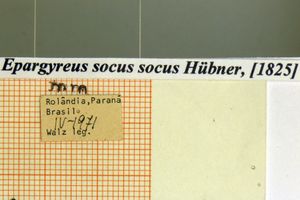 Epargyreus socus socus Hübner, [1825]
Rolândia, Paraná
Brasil
IV-1971
Walz leg.